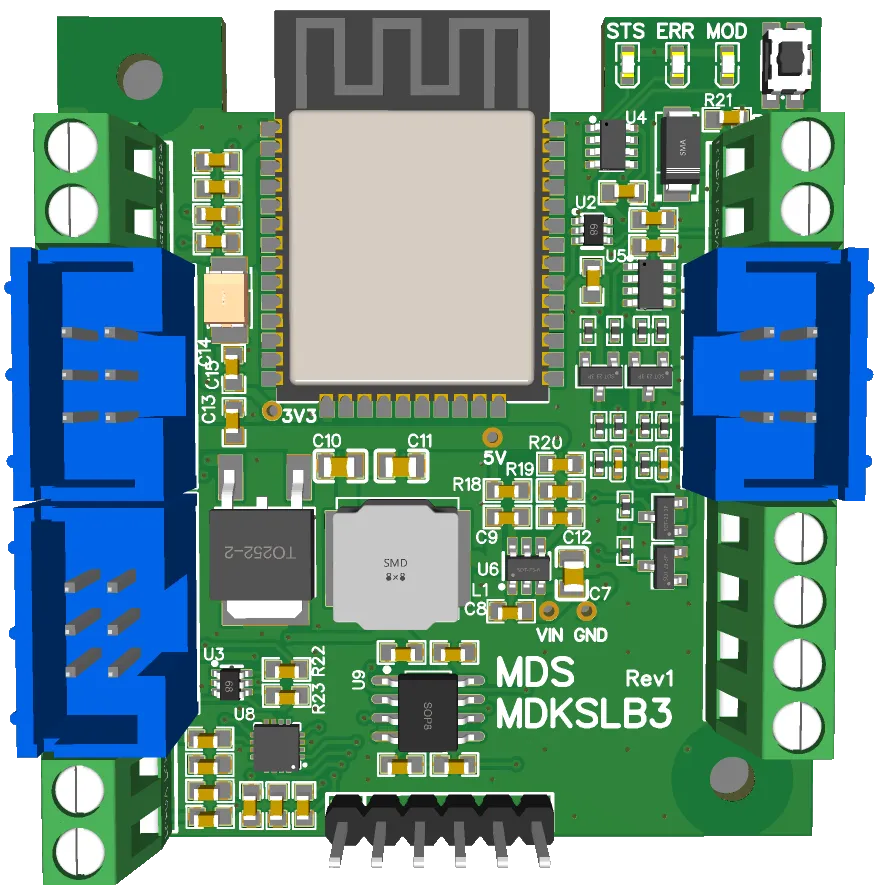 STS ERR MOD
R21
U4
SMA
U2
68
U5
C14
C15
C13
3V3
5V
C10
C11
R20
R19
R18
C9
C12
TO252-2
SMD
U6
L1
C8
C7
VIN GND
U3
68
R22
R23
U9
SOP8
U8
MDS Rev1
MDKSLB3